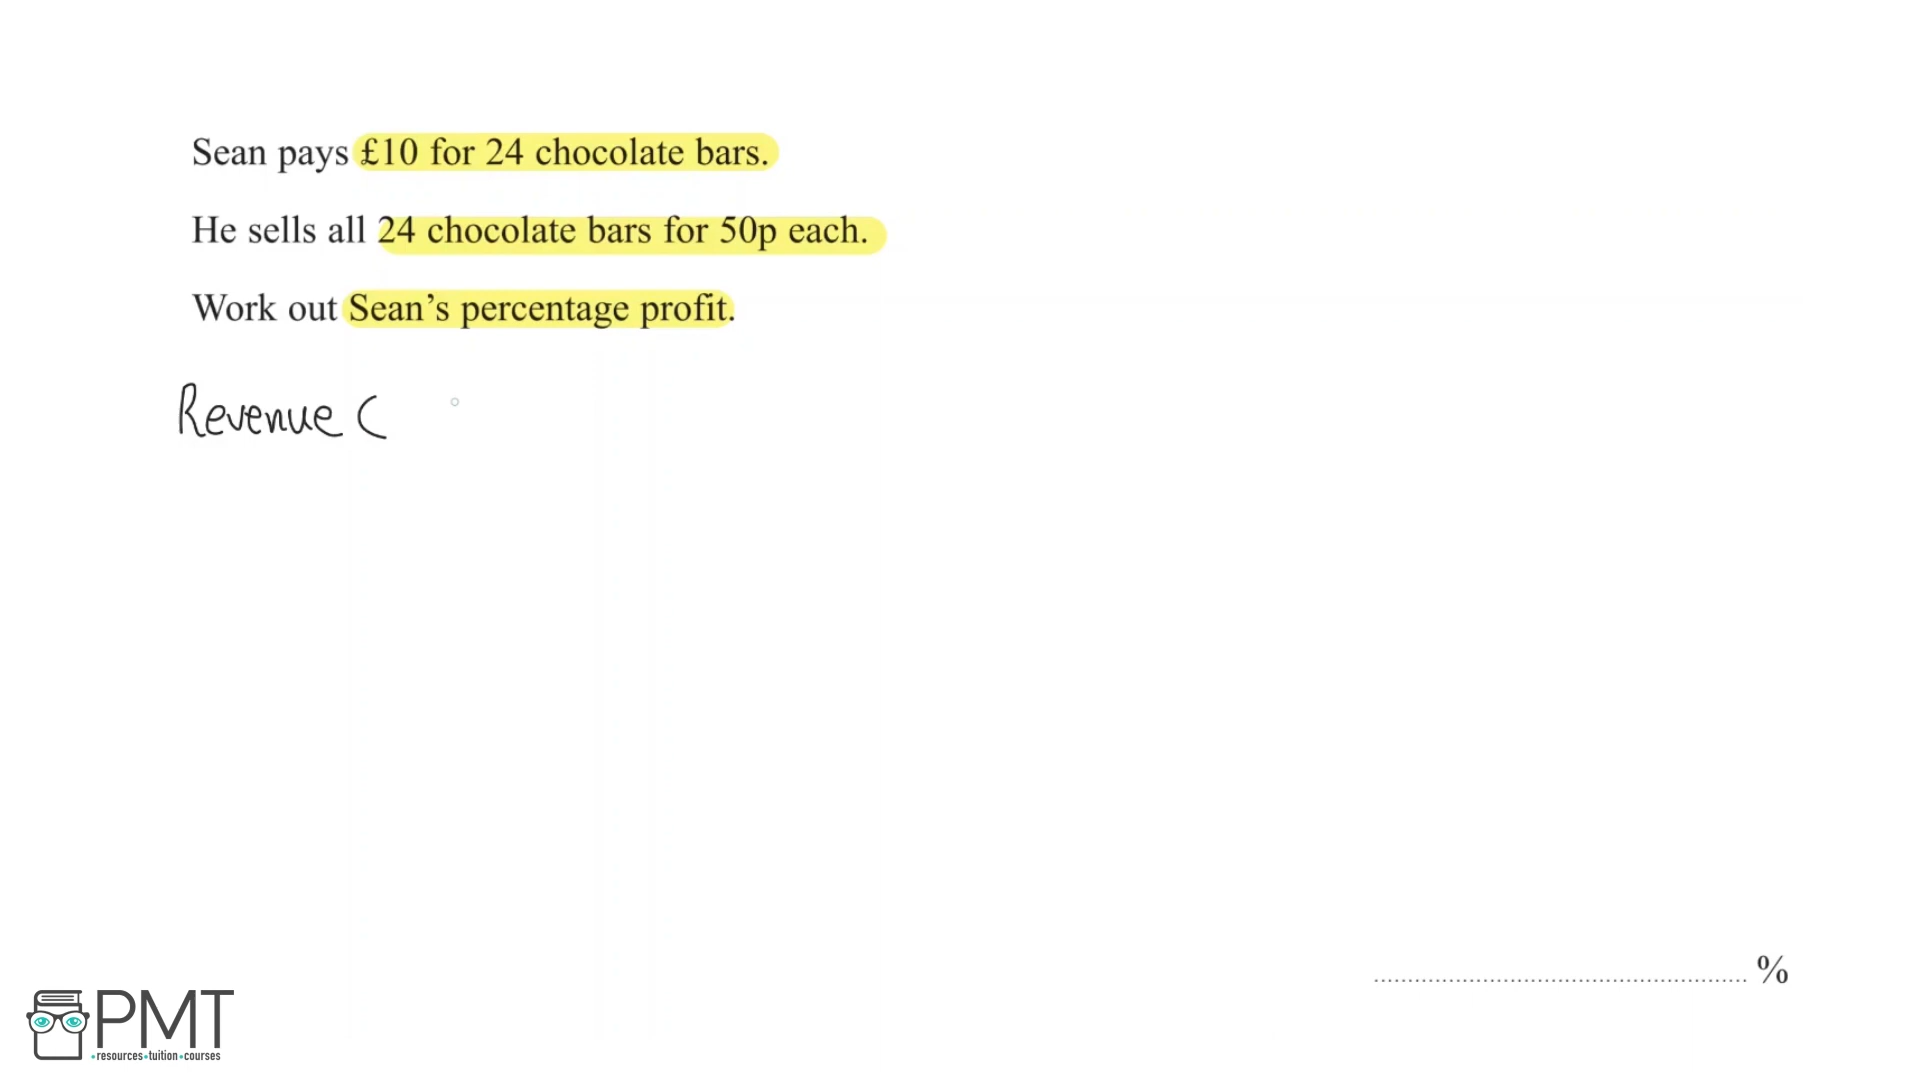 Sean pays £10 for 24 chocolate bars.
He sells all 24 chocolate bars for 50p each.
Work out Sean’s percentage profit.
Revenue (
%
PMT
•resources•tuition•courses